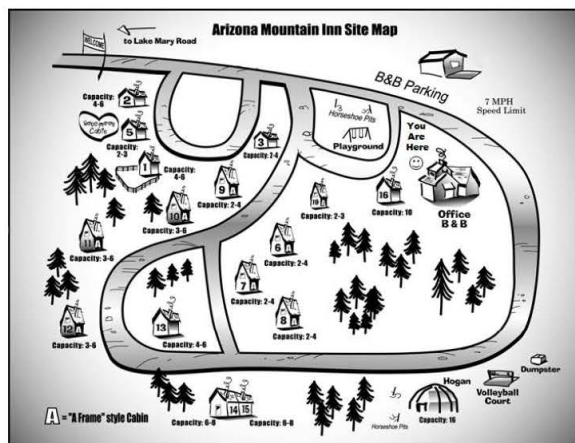 Arizona Mountain Inn Site Map
WELCOME
to Lake Mary Road
B&B Parking
7 MPH
Speed Limit
Capacity:
4-6
2
5
Capacity:
2-3
1
Capacity:
4-6
3
Capacity: 2-4
Horseshoe Pits
Playground
You
Are
Here
Office
B & B
9
Capacity: 2-4
10
Capacity: 3-6
Capacity: 2-3
16
Capacity: 10
11
Capacity: 3-6
6
Capacity: 2-4
7
Capacity: 2-4
8
Capacity: 2-4
12
Capacity: 3-6
13
Capacity: 4-6
14 15
Capacity: 6-8
Capacity: 6-8
Hogan
Capacity: 16
Horseshoe Pits
Volleyball
Court
Dumpster
A = "A Frame" style Cabin